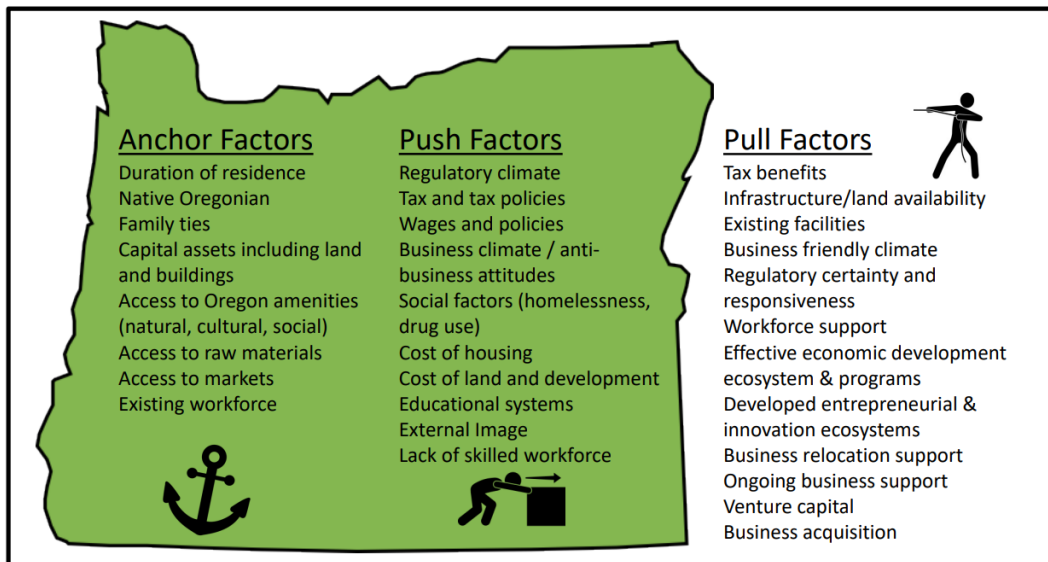 Anchor Factors
Duration of residence
Native Oregonian
Family ties
Capital assets including land
and buildings
Access to Oregon amenities
(natural, cultural, social)
Access to raw materials
Access to markets
Existing workforce
Push Factors
Regulatory climate
Tax and tax policies
Wages and policies
Business climate / anti-
business attitudes
Social factors (homelessness,
drug use)
Cost of housing
Cost of land and development
Educational systems
External Image
Lack of skilled workforce
Pull Factors
Tax benefits
Infrastructure/land availability
Existing facilities
Business friendly climate
Regulatory certainty and
responsiveness
Workforce support
Effective economic development
ecosystem & programs
Developed entrepreneurial &
innovation ecosystems
Business relocation support
Ongoing business support
Venture capital
Business acquisition